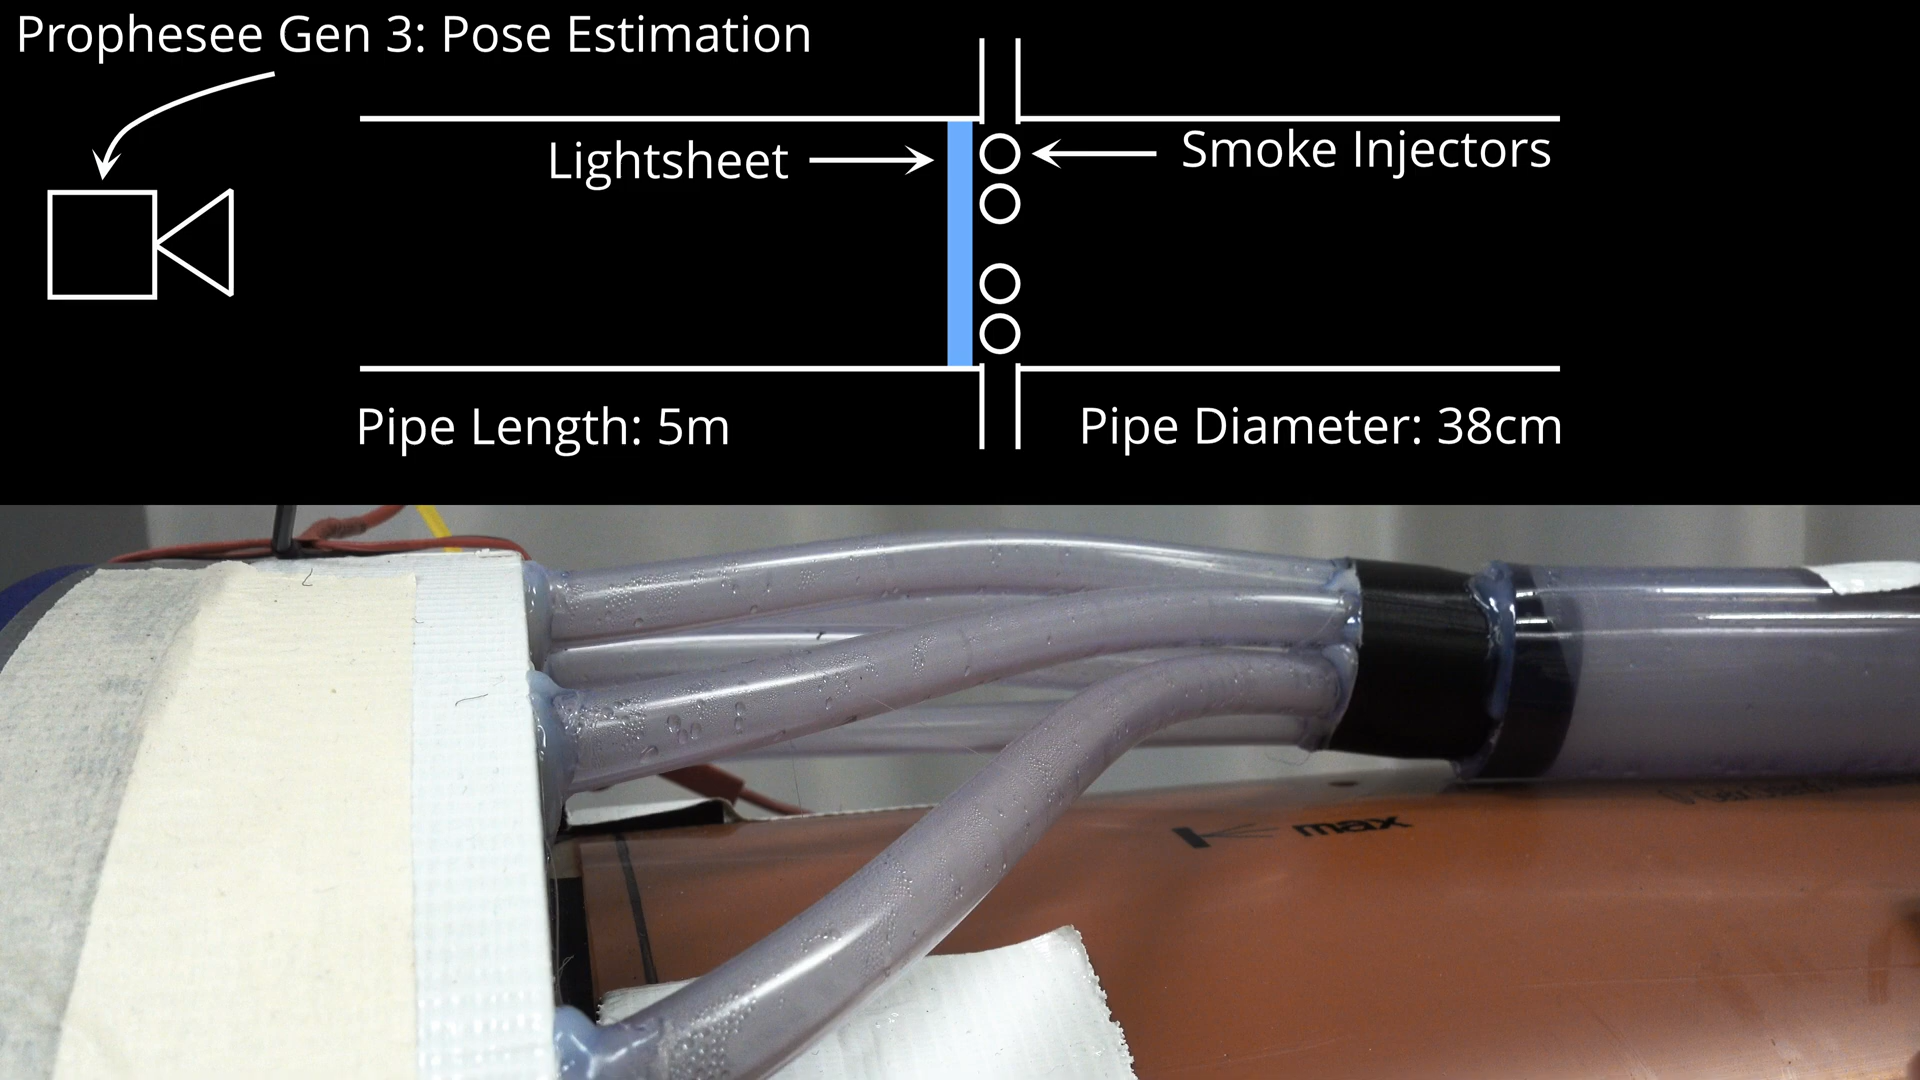 Prophesee Gen 3: Pose Estimation
Lightsheet
Smoke Injectors
Pipe Length: 5m
Pipe Diameter: 38cm
max